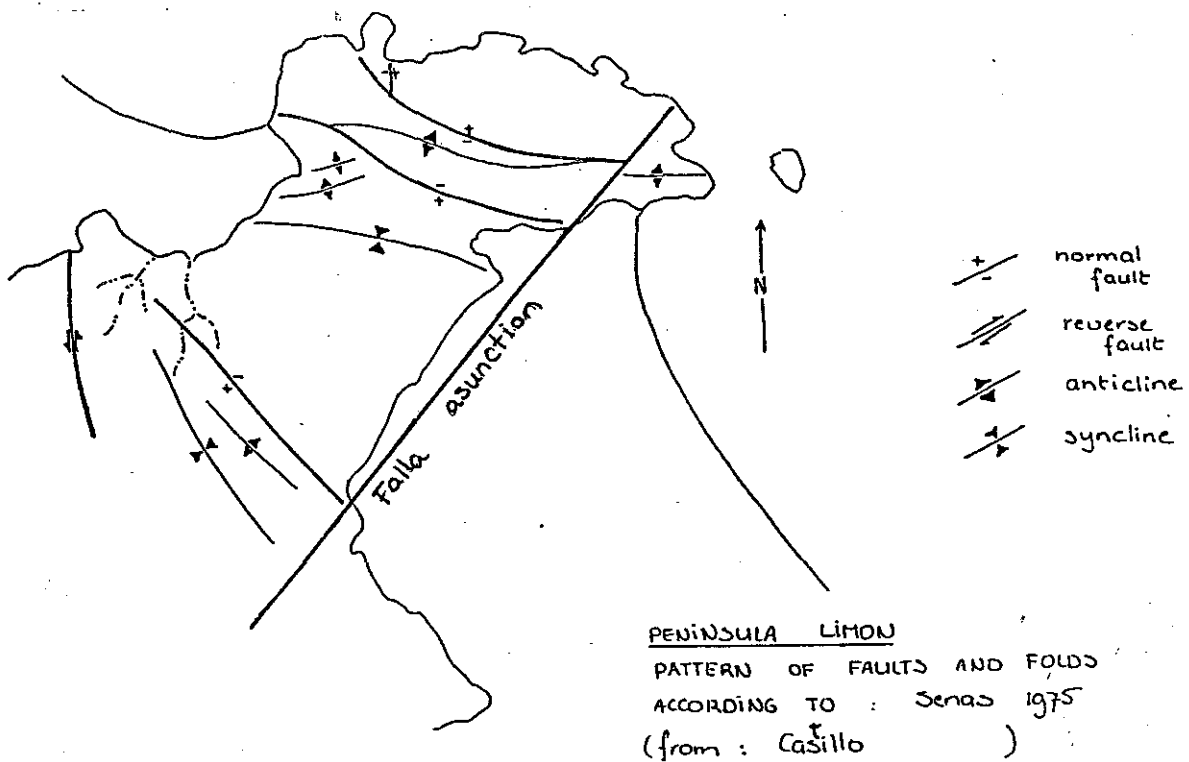 Falla asunction
N
+ - normal
fault
reverse
fault
anticline
syncline
PENINSULA LIMON
PATTERN OF FAULTS AND FOLDS
ACCORDING TO : Senas 1975
(from : Castillo )